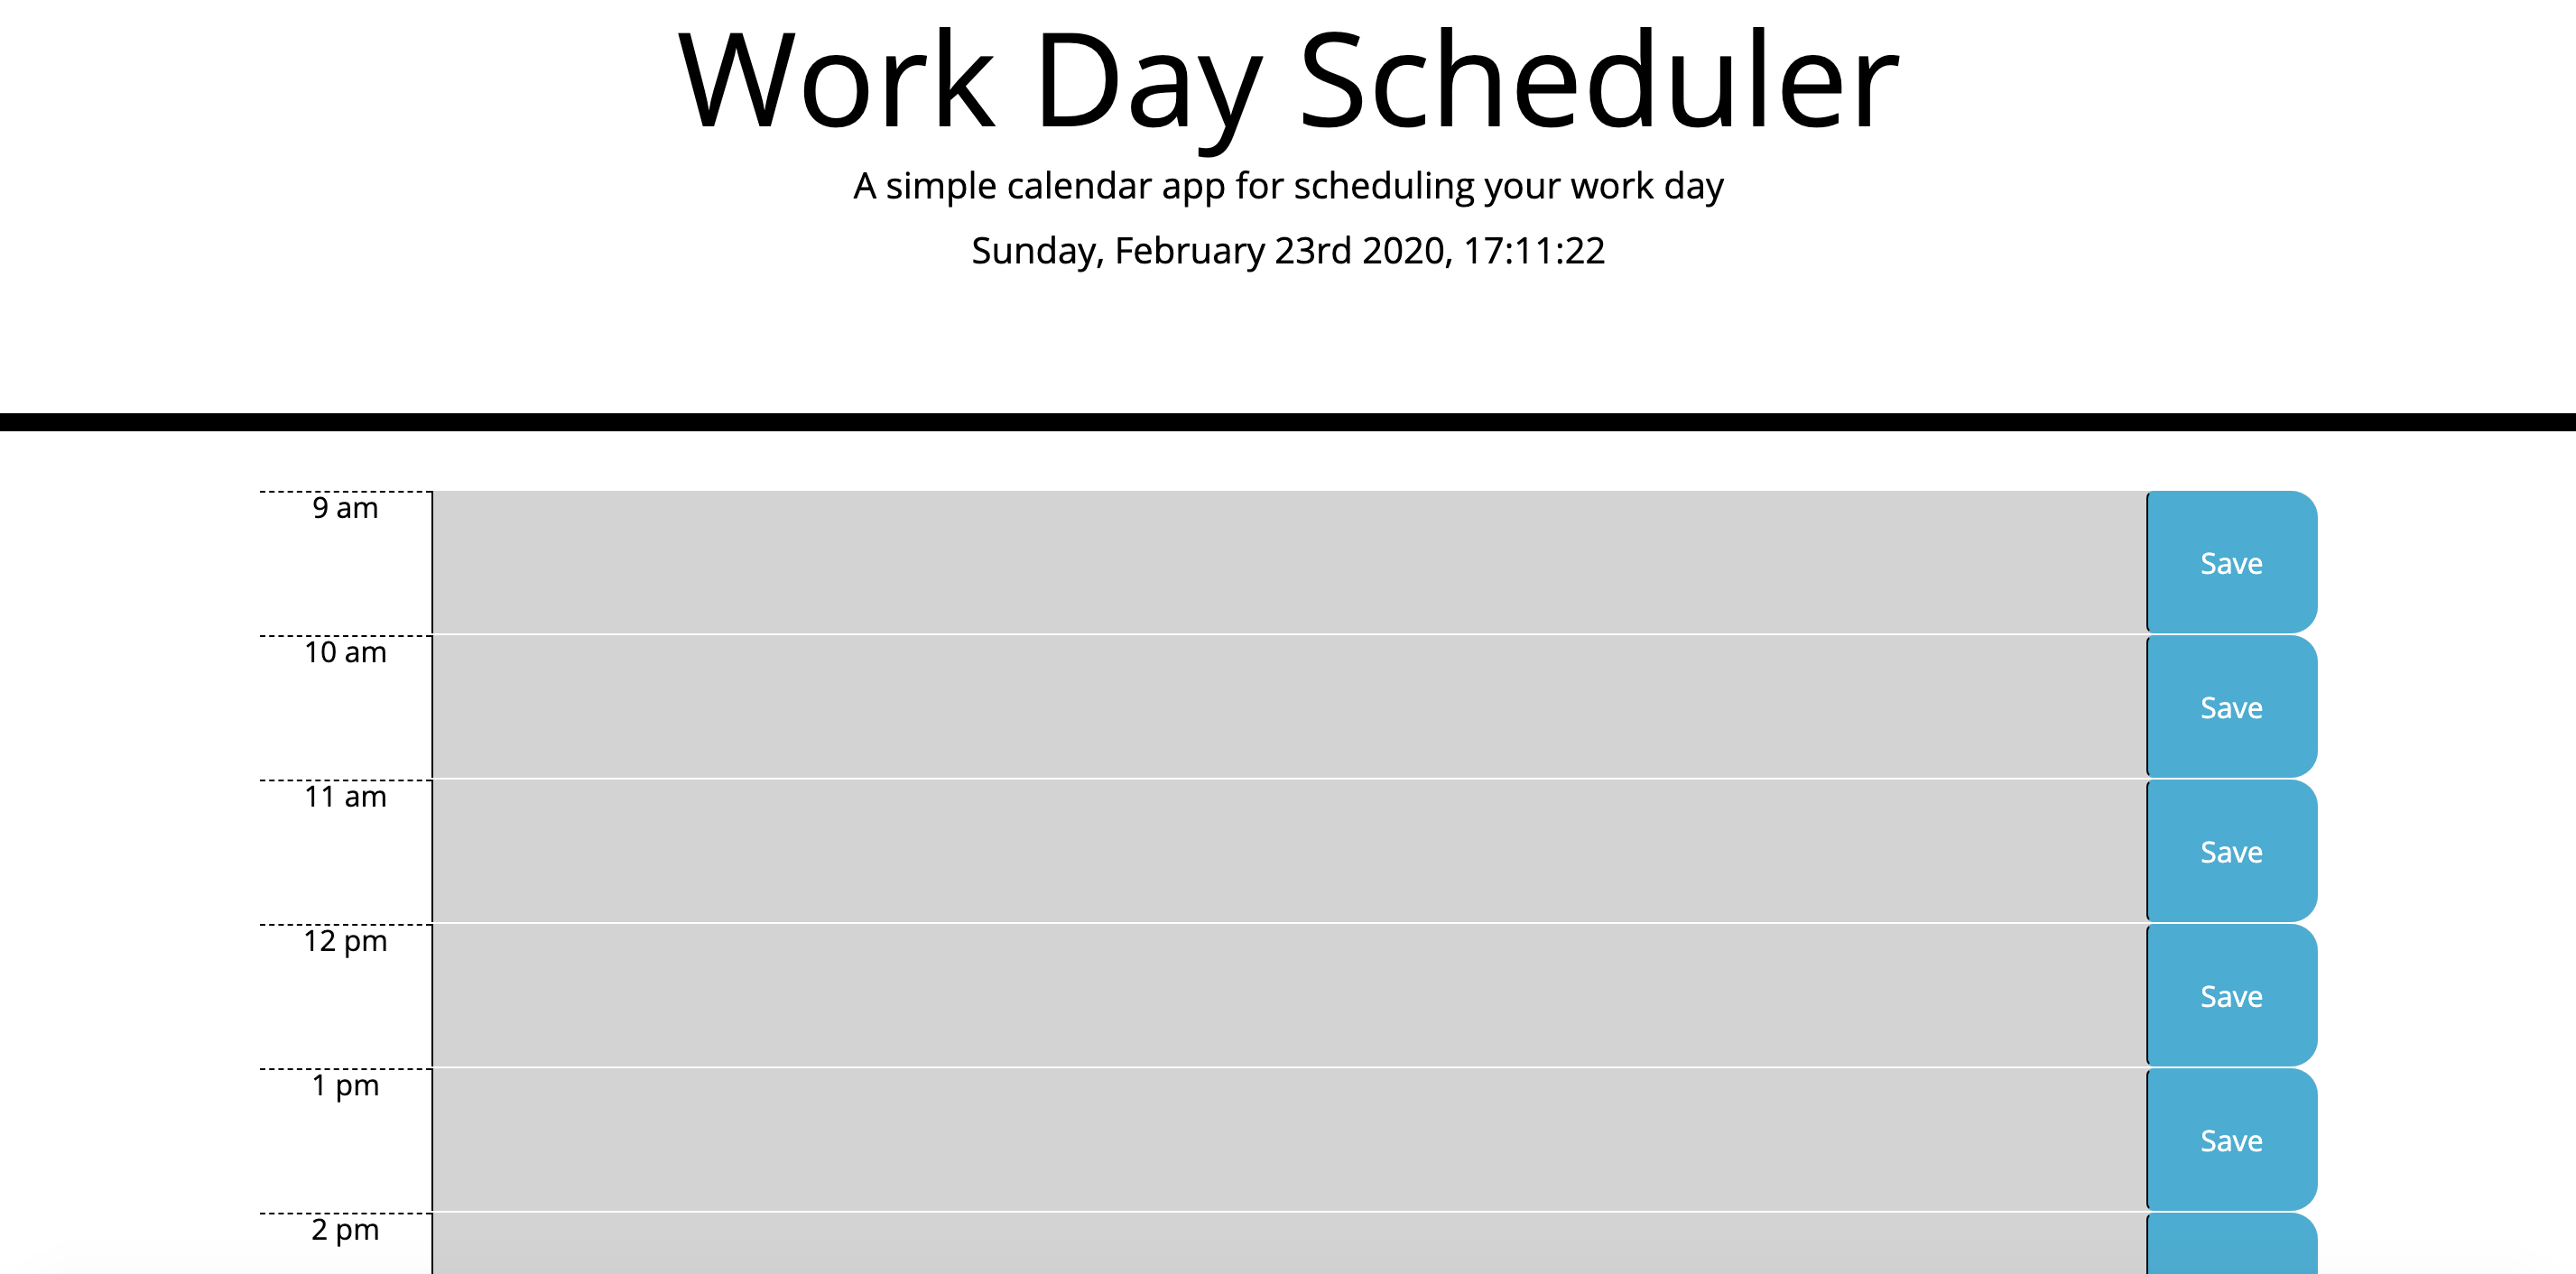 Work Day Scheduler
A simple calendar app for scheduling your work day
Sunday, February 23rd 2020, 17:11:22
9 am
Save
10 am
Save
11 am
Save
12 pm
Save
1 pm
Save
2 pm